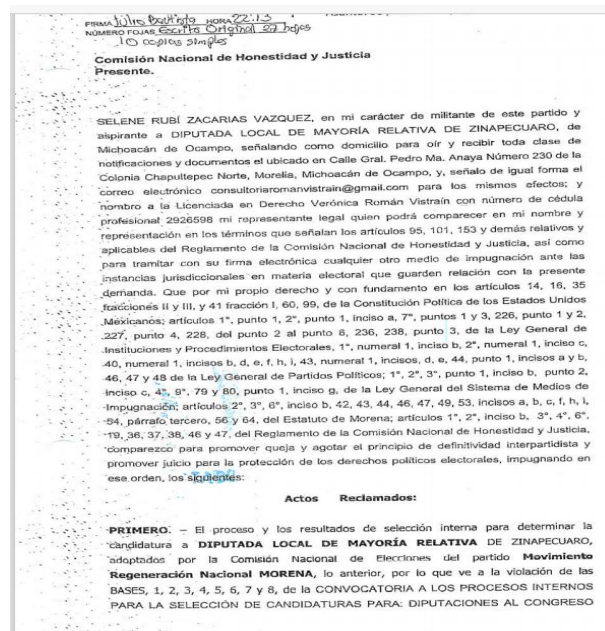 FIRMA Julio Bautista HORA 22:13
NÚMERO FOJAS Escrito Original 27 hojas
10 copias simples
Comisión Nacional de Honestidad y Justicia
Presente.
SELENE RUBÍ ZACARIAS VAZQUEZ, en mi carácter de militante de este partido y
aspirante a DIPUTADA LOCAL DE MAYORÍA RELATIVA DE ZINAPECUARO, de
Michoacán de Ocampo, señalando como domicilio para oír y recibir toda clase de
notificaciones y documentos el ubicado en Calle Gral. Pedro Ma. Anaya Número 230 de la
Colonia Chapultepec Norte, Morelia, Michoacán de Ocampo, y, señalo de igual forma el
correo electrónico consultoriaromanvistrain@gmail.com para los mismos efectos; y
nombro a la Licenciada en Derecho Verónica Román Vistraín con número de cédula
profesional 2926598 mi representante legal quien podrá comparecer en mi nombre y
representación en los términos que señalan los artículos 95, 101, 153 y demás relativos y
aplicables del Reglamento de la Comisión Nacional de Honestidad y Justicia, así como
para tramitar con su firma electrónica cualquier otro medio de impugnación ante las
instancias jurisdiccionales en materia electoral que guarden relación con la presente
demanda. Que por mi propio derecho y con fundamento en los artículos 14, 16, 35
fracciones II y III, y 41 fracción I, 60, 99, de la Constitución Política de los Estados Unidos
Mexicanos; artículos 1°, punto 1, 2°, punto 1, inciso a, 7°, puntos 1 y 3, 226, punto 1 y 2,
227, punto 4, 228, del punto 2 al punto 8, 236, 238, punto 3, de la Ley General de
Instituciones y Procedimientos Electorales, 1°, numeral 1, inciso b, 2°, numeral 1, inciso c,
40, numeral 1, incisos b, d, e, f, h, i, 43, numeral 1, incisos, d, e, 44, punto 1, incisos a y b,
46, 47 y 48 de la Ley General de Partidos Políticos; 1°, 2°, 3°, punto 1, inciso b, punto 2,
inciso c, 4°, 9°, 79 y 80, punto 1, inciso g, de la Ley General del Sistema de Medios de
Impugnación; artículos 2°, 3°, 6°, inciso b, 42, 43, 44, 46, 47, 49, 53, incisos a, b, c, f, h, i,
54, párrafo tercero, 56 y 64, del Estatuto de Morena; artículos 1°, 2°, inciso b, 3°, 4°, 6°,
19, 36, 37, 38, 46 y 47, del Reglamento de la Comisión Nacional de Honestidad y Justicia,
comparezco para promover queja y agotar el principio de definitividad interpartidista y
promover juicio para la protección de los derechos políticos electorales, impugnando en
ese orden, los siguientes:
Actos Reclamados:
PRIMERO. – El proceso y los resultados de selección interna para determinar la
candidatura a DIPUTADA LOCAL DE MAYORÍA RELATIVA DE ZINAPECUARO,
adoptados por la Comisión Nacional de Elecciones del partido Movimiento
Regeneración Nacional MORENA, lo anterior, por lo que ve a la violación de las
BASES, 1, 2, 3, 4, 5, 6, 7 y 8, de la CONVOCATORIA A LOS PROCESOS INTERNOS
PARA LA SELECCIÓN DE CANDIDATURAS PARA: DIPUTACIONES AL CONGRESO